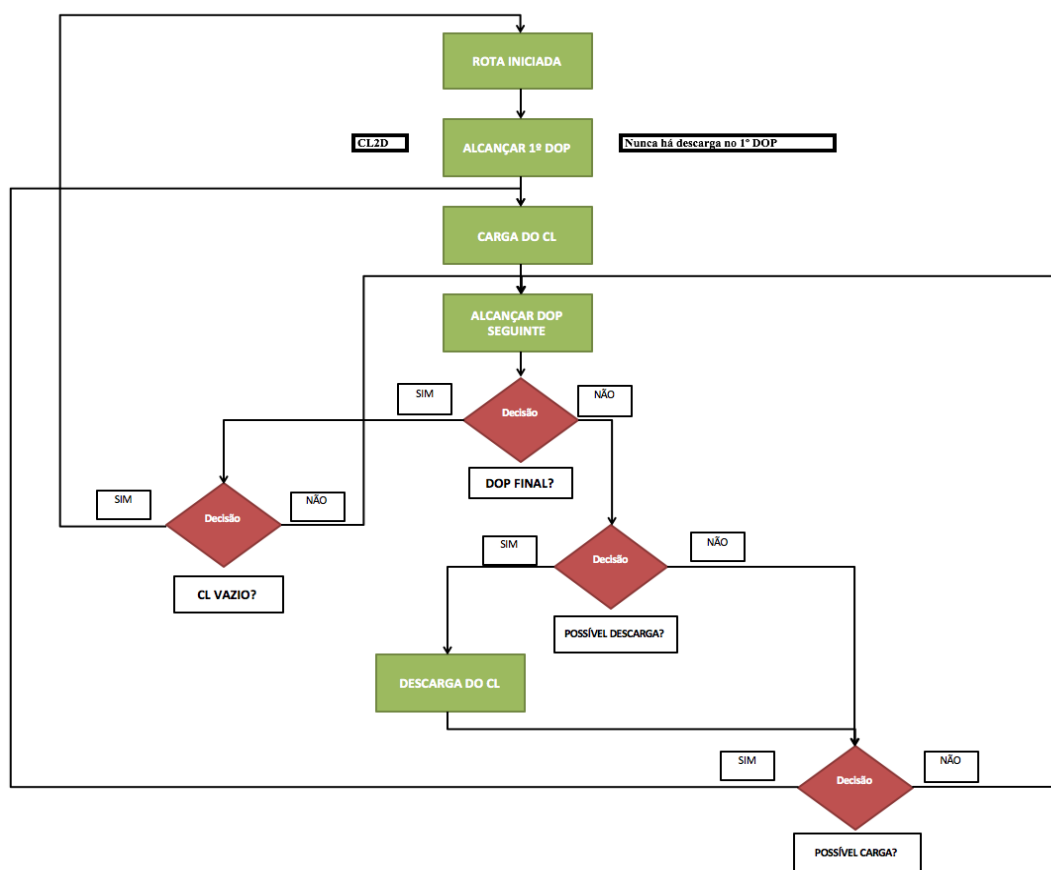 ROTA INICIADA
CL2D
ALCANÇAR 1º DOP
Nunca há descarga no 1º DOP
CARGA DO CL
ALCANÇAR DOP
SEGUINTE
SIM
Decisão
NÃO
DOP FINAL?
SIM
Decisão
NÃO
CL VAZIO?
SIM
Decisão
NÃO
POSSÍVEL DESCARGA?
DESCARGA DO CL
SIM
Decisão
NÃO
POSSÍVEL CARGA?